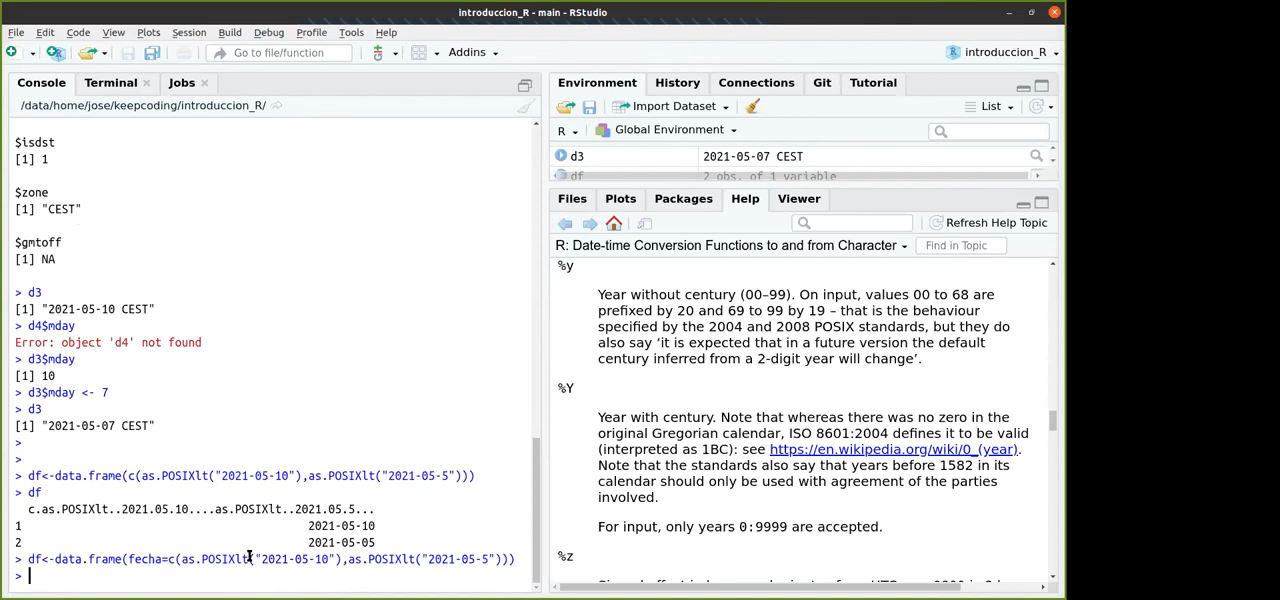 introduccion_R - main - RStudio
File Edit Code View Plots Session Build Debug Profile Tools Help
Go to file/function Addins introduccion_R
Console Terminal Jobs
/data/home/jose/keepcoding/introduccion_R/
$isdst
[1] 1
$zone
[1] "CEST"
$gmtoff
[1] NA
> d3
[1] "2021-05-10 CEST"
> d4$mday
Error: object 'd4' not found
> d3$mday
[1] 10
> d3$mday <- 7
> d3
[1] "2021-05-07 CEST"
>
>
> df<-data.frame(c(as.POSIXlt("2021-05-10"),as.POSIXlt("2021-05-5")))
> df
c.as.POSIXlt..2021.05.10....as.POSIXlt..2021.05.5...
1 2021-05-10
2 2021-05-05
> df<-data.frame(fecha=c(as.POSIXlt("2021-05-10"),as.POSIXlt("2021-05-5")))
>
Environment History Connections Git Tutorial
Import Dataset List
R Global Environment
d3 2021-05-07 CEST
df 2 obs. of 1 variable
Files Plots Packages Help Viewer
Refresh Help Topic
R: Date-time Conversion Functions to and from Character Find in Topic
%y
Year without century (00–99). On input, values 00 to 68 are
prefixed by 20 and 69 to 99 by 19 – that is the behaviour
specified by the 2004 and 2008 POSIX standards, but they do
also say ‘it is expected that in a future version the default
century inferred from a 2-digit year will change’.
%Y
Year with century. Note that whereas there was no zero in the
original Gregorian calendar, ISO 8601:2004 defines it to be valid
(interpreted as 1BC): see https://en.wikipedia.org/wiki/0_(year).
Note that the standards also say that years before 1582 in its
calendar should only be used with agreement of the parties
involved.
For input, only years 0:9999 are accepted.
%z